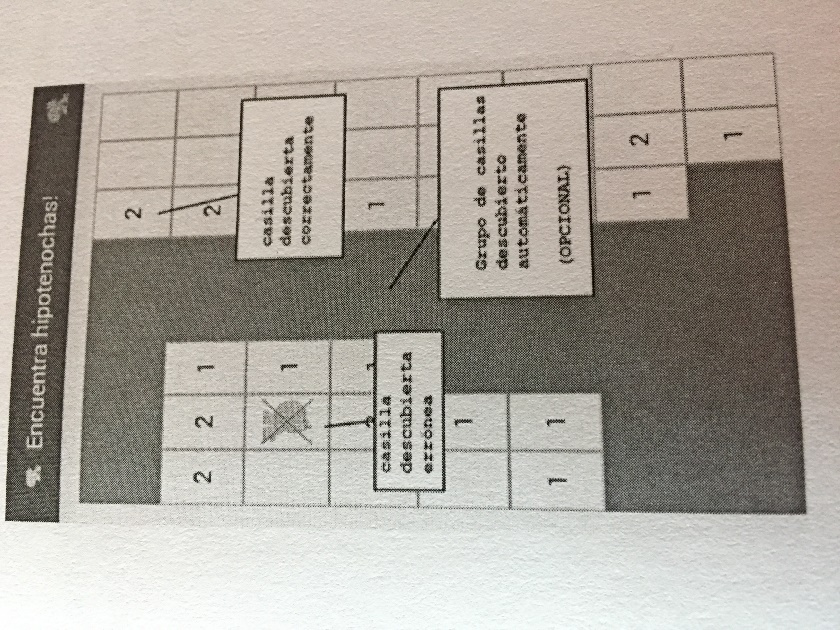 Encuentra hipotenochas!
2
2 2 1 2
casilla
descubierta
correctamente
1
1 1
casilla
descubierta
errónea
1
Grupo de casillas
descubierto
automáticamente
(OPCIONAL)
1 1
1 2
1